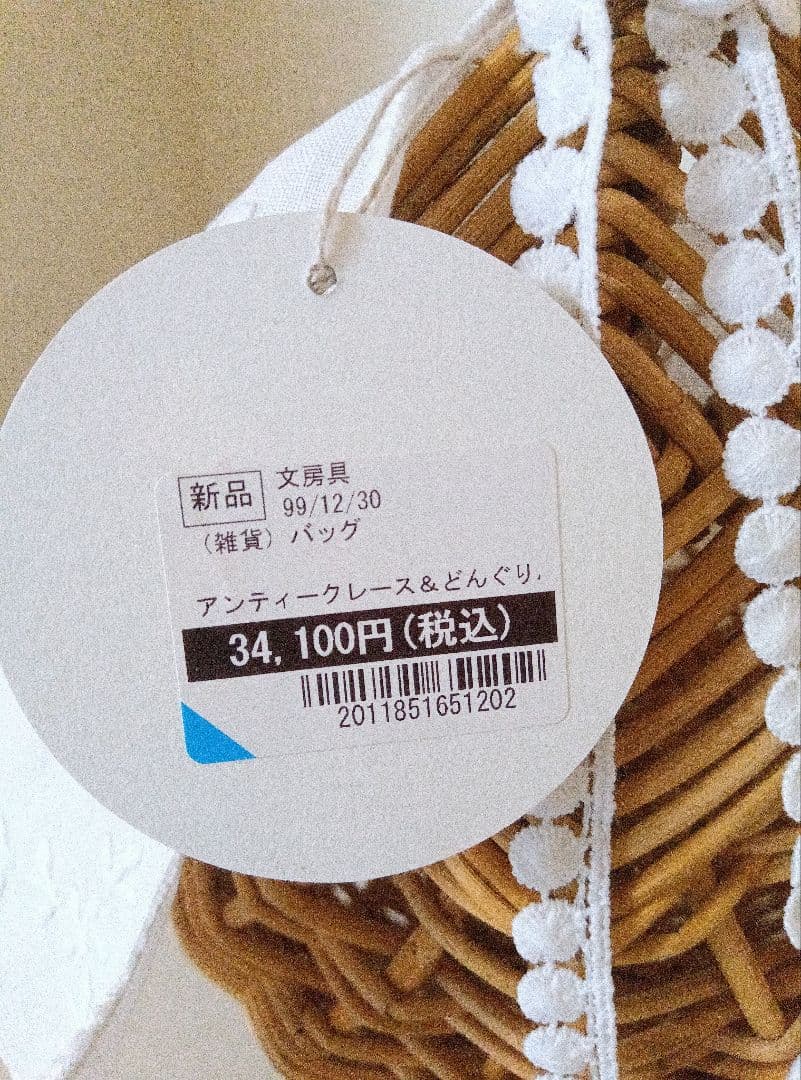 新品 文房具
99/12/30
（雑貨）バッグ
アンティークレース＆どんぐり.
34,100円(税込)
2011851651202